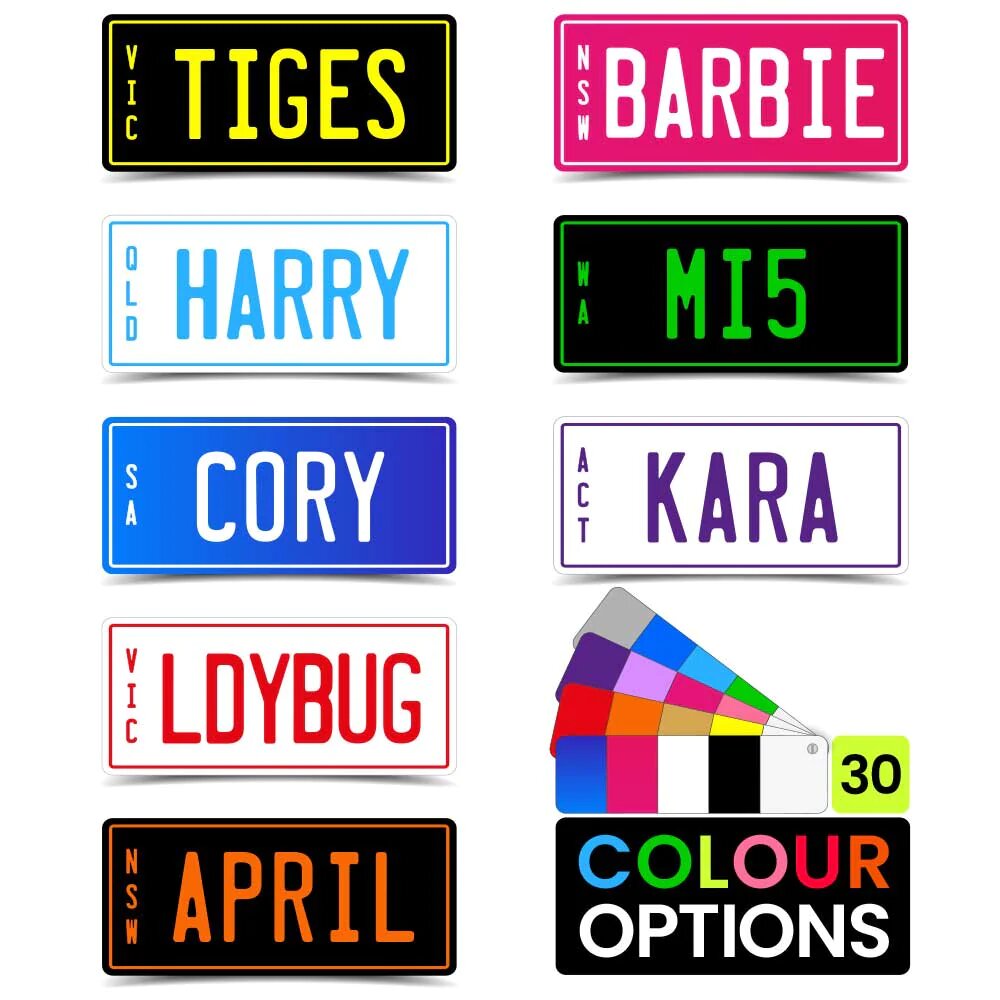 VIC TIGES
NSW BARBIE
QLD HARRY
WA MI5
SA CORY
ACT KARA
VIC LDYBUG
30
NSW APRIL
COLOUR
OPTIONS